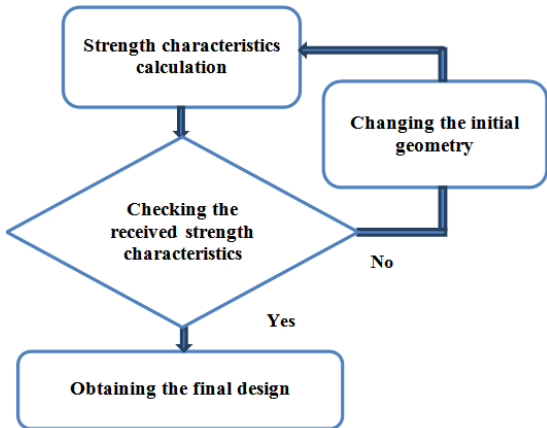 Strength characteristics
calculation
Changing the initial
geometry
Checking the
received strength
characteristics
No
Yes
Obtaining the final design